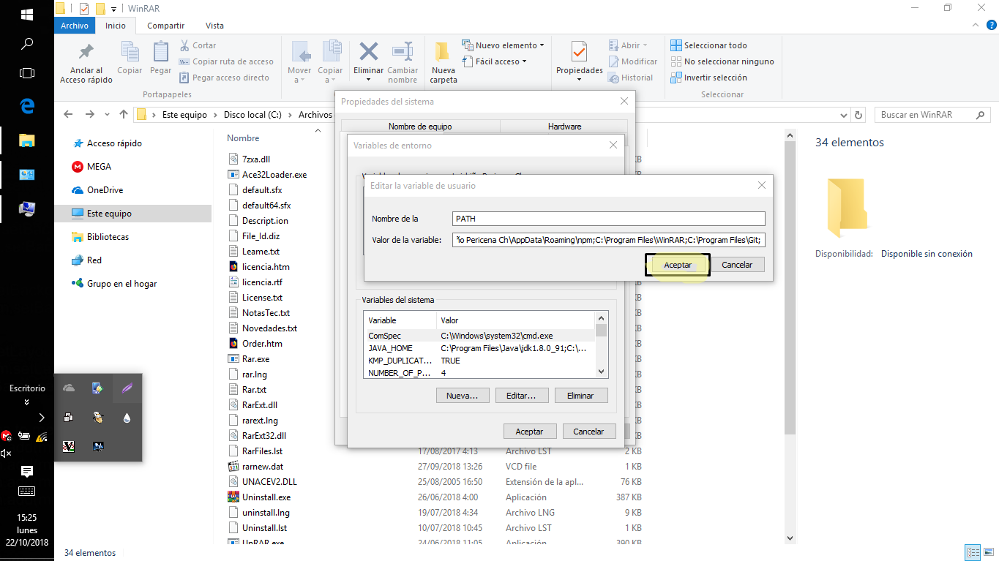 WinRAR
Archivo Inicio Compartir Vista
Anclar al Acceso rápido
Copiar
Pegar
Cortar
Copiar ruta de acceso
Pegar acceso directo
Portapapeles
Mover a
Copiar a
Eliminar
Cambiar nombre
Nueva carpeta
Nuevo elemento
Fácil acceso
Propiedades
Abrir
Modificar
Historial
Seleccionar todo
No seleccionar ninguno
Invertir selección
Seleccionar
Este equipo Disco local (C:) Archivos
Buscar en WinRAR
Acceso rápido
MEGA
OneDrive
Este equipo
Bibliotecas
Red
Grupo en el hogar
Nombre
7zxa.dll
Ace32Loader.exe
default.sfx
default64.sfx
Descript.ion
File_Id.diz
Leame.txt
licencia.htm
licencia.rtf
License.txt
NotasTec.txt
Novedades.txt
Order.htm
Rar.exe
rar.lng
Rar.txt
RarExt.dll
rarext.lng
RarExt32.dll
RarFiles.lst 17/08/2017 4:13 Archivo LST 2 KB
rarnew.dat 27/09/2018 13:26 VCD file 1 KB
UNACEV2.DLL 25/08/2005 16:50 Extensión de la apl... 76 KB
Uninstall.exe 26/06/2018 4:00 Aplicación 387 KB
uninstall.lng 19/07/2018 4:34 Archivo LNG 9 KB
Uninstall.lst 10/07/2018 10:45 Archivo LST 1 KB
UnRAR.exe 24/06/2018 11:05 Aplicación 390 KB
Propiedades del sistema
Nombre de equipo Hardware
Variables de entorno
Editar la variable de usuario
Nombre de la PATH
Valor de la variable: ño Pericena Ch\AppData\Roaming\npm;C:\Program Files\WinRAR;C:\Program Files\Git;
Aceptar Cancelar
Variables del sistema
Variable Valor
ComSpec C:\Windows\system32\cmd.exe
JAVA_HOME C:\Program Files\Java\jdk1.8.0_91;C:\...
KMP_DUPLICAT... TRUE
NUMBER_OF_P... 4
Nueva... Editar... Eliminar
Aceptar Cancelar
34 elementos
Disponibilidad: Disponible sin conexión
Escritorio
15:25
lunes
22/10/2018
34 elementos